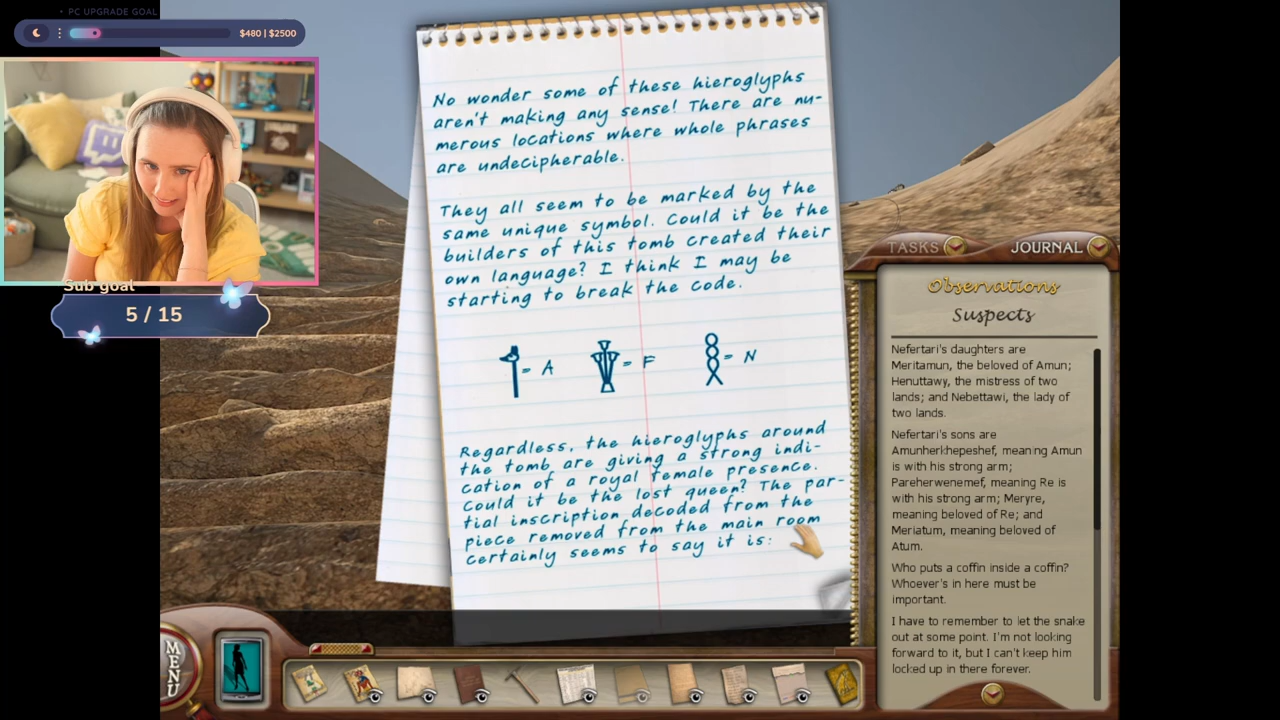 • PC UPGRADE GOAL
$480 | $2500
Sub goal
5 / 15
No wonder some of these hieroglyphs
aren't making any sense! There are nu-
merous locations where whole phrases
are undecipherable.
They all seem to be marked by the
same unique symbol. Could it be the
builders of this tomb created their
own language? I think I may be
starting to break the code.
= A = F = N
Regardless, the hieroglyphs around
the tomb are giving a strong indi-
cation of a royal female presence.
Could it be the lost queen? The par-
tial inscription decoded from the
piece removed from the main room
certainly seems to say it is:
TASKS JOURNAL
Observations
Suspects
Nefertari's daughters are
Meritamun, the beloved of Amun;
Henuttawy, the mistress of two
lands; and Nebettawi, the lady of
two lands.
Nefertari's sons are
Amunherkhepeshef, meaning Amun
is with his strong arm;
Pareherwenemef, meaning Re is
with his strong arm; Meryre,
meaning beloved of Re; and
Meriatum, meaning beloved of
Atum.
Who puts a coffin inside a coffin?
Whoever's in here must be
important.
I have to remember to let the snake
out at some point. I'm not looking
forward to it, but I can't keep him
locked up in there forever.
MENU